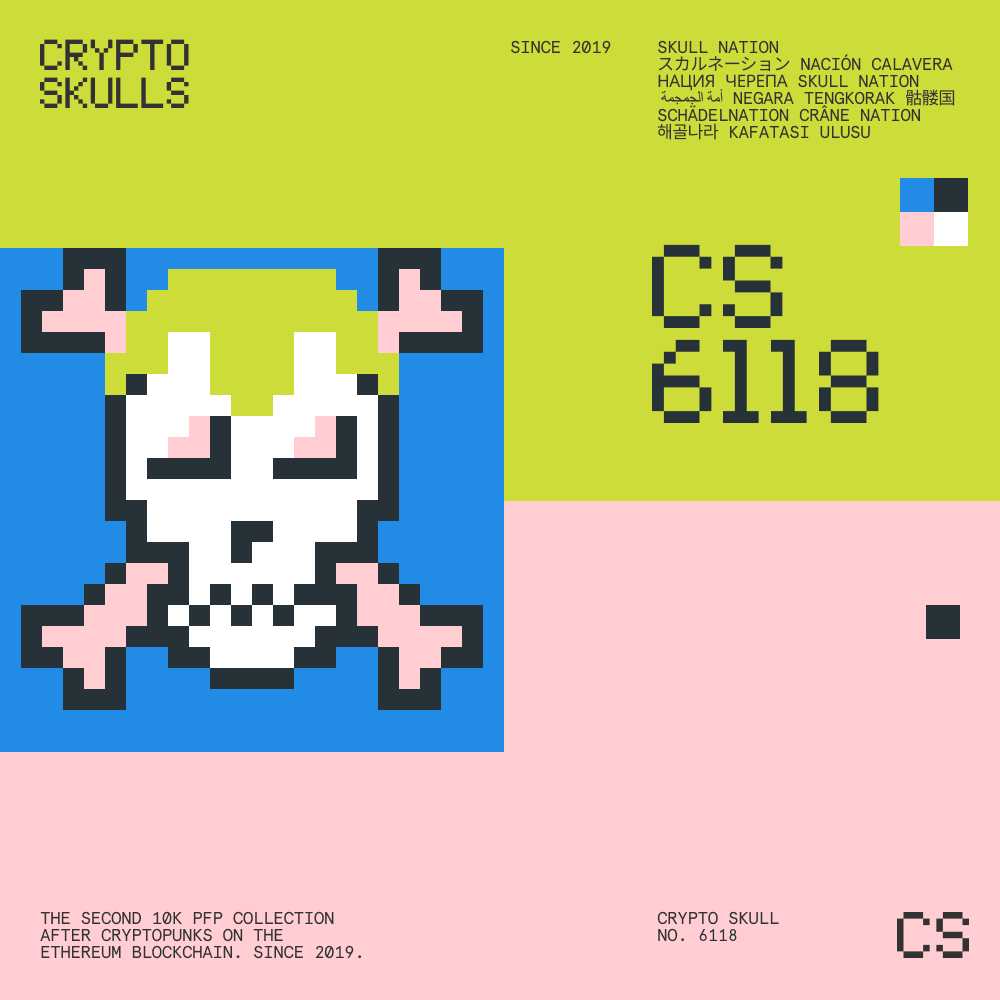 CRYPTO
SKULLS
SINCE 2019
SKULL NATION
スカルネーション NACIÓN CALAVERA
НАЦИЯ ЧЕРЕПА SKULL NATION
أمة الجمجمة NEGARA TENGKORAK 骷髅国
SCHÄDELNATION CRÂNE NATION
해골나라 KAFATASI ULUSU
CS
6118
THE SECOND 10K PFP COLLECTION
AFTER CRYPTOPUNKS ON THE
ETHEREUM BLOCKCHAIN. SINCE 2019.
CRYPTO SKULL
NO. 6118
CS